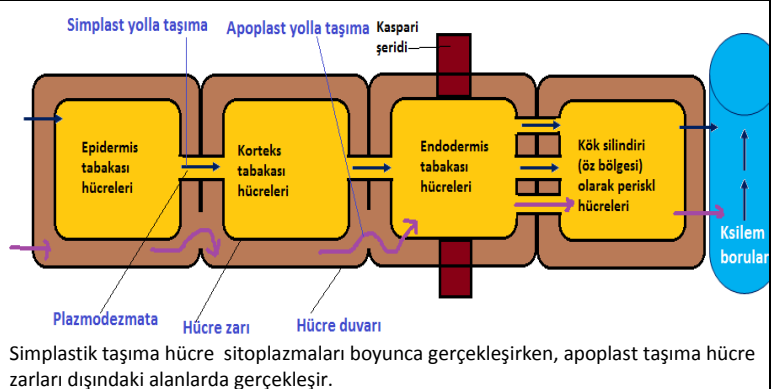 Simplast yolla taşıma
Apoplast yolla taşıma
Kaspari
şeridi
Epidermis
tabakası
hücreleri
Korteks
tabakası
hücreleri
Endodermis
tabakası
hücreleri
Kök silindiri
(öz bölgesi)
olarak periskl
hücreleri
Ksilem
borular
Plazmodezmata
Hücre zarı
Hücre duvarı
Simplastik taşıma hücre sitoplazmaları boyunca gerçekleşirken, apoplast taşıma hücre
zarları dışındaki alanlarda gerçekleşir.